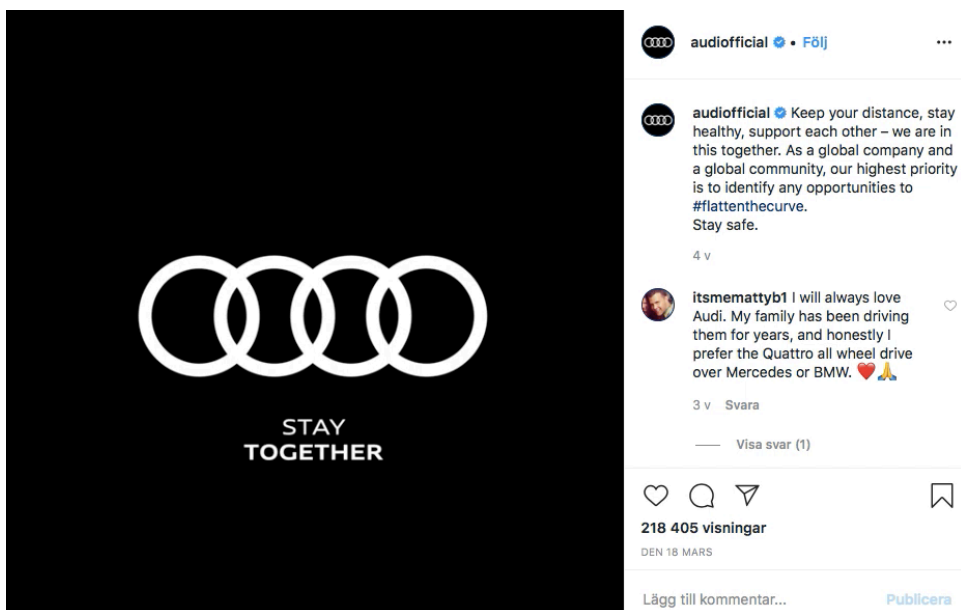 STAY
TOGETHER
audiofficial • Följ
audiofficial Keep your distance, stay
healthy, support each other – we are in
this together. As a global company and
a global community, our highest priority
is to identify any opportunities to
#flattenthecurve.
Stay safe.
4 v
itsmemattyb1 I will always love
Audi. My family has been driving
them for years, and honestly I
prefer the Quattro all wheel drive
over Mercedes or BMW. ❤️🙏
3 v Svara
Visa svar (1)
218 405 visningar
DEN 18 MARS
Lägg till kommentar... Publicera